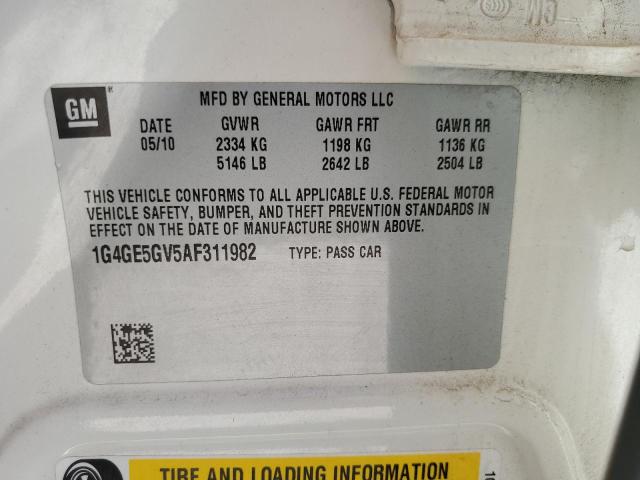 GM
MFD BY GENERAL MOTORS LLC
DATE GVWR GAWR FRT GAWR RR
05/10 2334 KG 1198 KG 1136 KG
5146 LB 2642 LB 2504 LB
THIS VEHICLE CONFORMS TO ALL APPLICABLE U.S. FEDERAL MOTOR
VEHICLE SAFETY, BUMPER, AND THEFT PREVENTION STANDARDS IN
EFFECT ON THE DATE OF MANUFACTURE SHOWN ABOVE.
1G4GE5GV5AF311982 TYPE: PASS CAR
TIRE AND LOADING INFORMATION